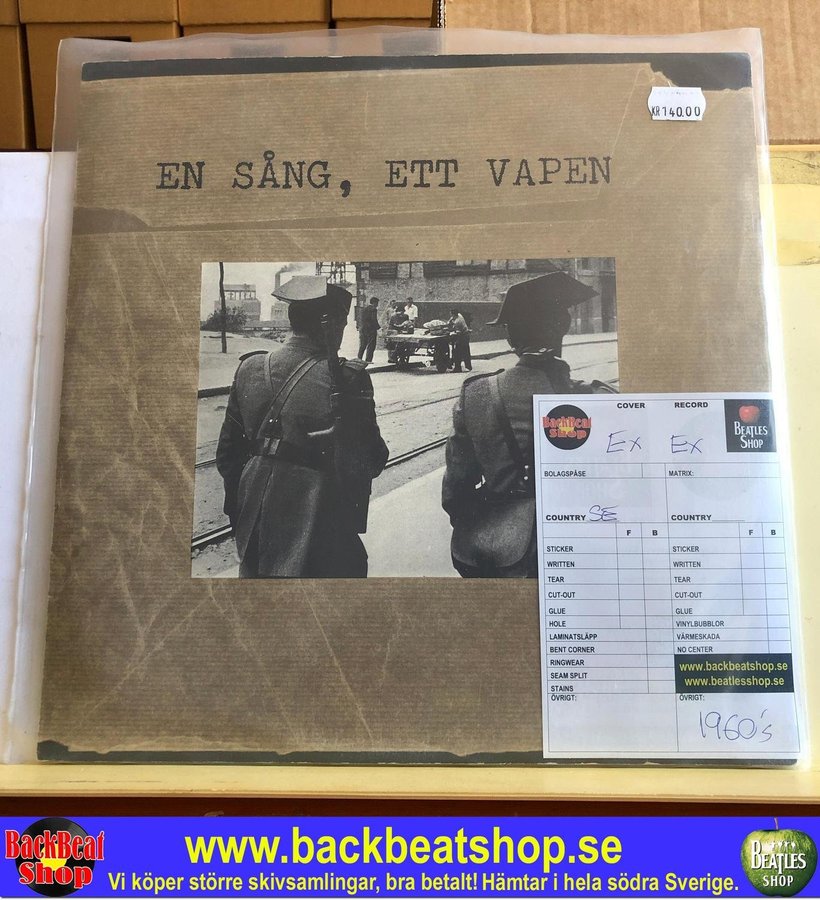 KR 140.00
EN SÅNG, ETT VAPEN
COVER RECORD
BackBeat Shop
Ex Ex
BEATLES SHOP
BOLAGSPÅSE MATRIX:
COUNTRY SE COUNTRY
F B F B
STICKER STICKER
WRITTEN WRITTEN
TEAR TEAR
CUT-OUT CUT-OUT
GLUE GLUE
HOLE VINYLBUBBLOR
LAMINATSLÄPP VÄRMESKADA
BENT CORNER NO CENTER
RINGWEAR
SEAM SPLIT
STAINS
www.backbeatshop.se
www.beatlesshop.se
ÖVRIGT: ÖVRIGT:
1960's
BackBeat Shop
www.backbeatshop.se
Vi köper större skivsamlingar, bra betalt! Hämtar i hela södra Sverige.
BEATLES SHOP